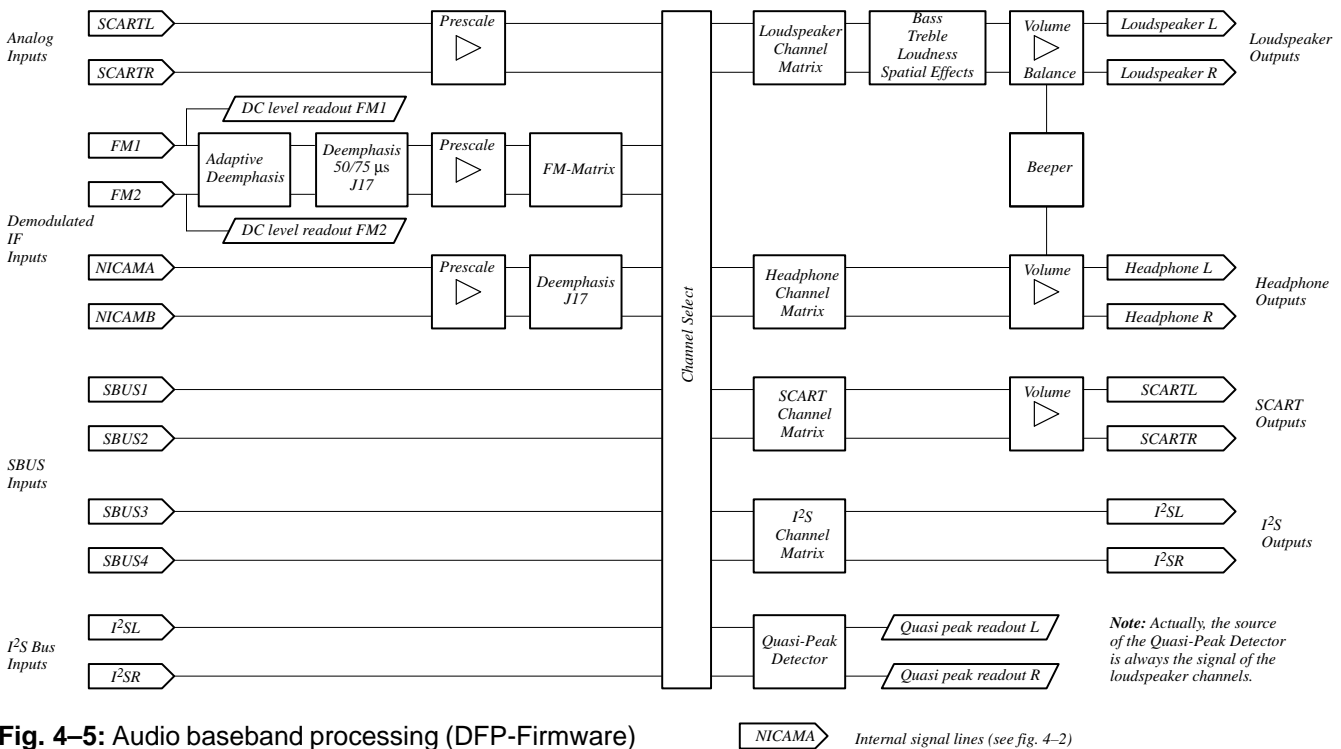 Analog
Inputs
SCARTL
SCARTR
Prescale
Channel Select
Loudspeaker
Channel
Matrix
Bass
Treble
Loudness
Spatial Effects
Volume
Balance
Loudspeaker L
Loudspeaker R
Loudspeaker
Outputs
DC level readout FM1
FM1
FM2
Adaptive
Deemphasis
Deemphasis
50/75 µs
J17
Prescale
FM-Matrix
Beeper
DC level readout FM2
Demodulated
IF
Inputs
NICAMA
NICAMB
Prescale
Deemphasis
J17
Headphone
Channel
Matrix
Volume
Headphone L
Headphone R
Headphone
Outputs
SBUS1
SBUS2
SCART
Channel
Matrix
Volume
SCARTL
SCARTR
SCART
Outputs
SBUS
Inputs
SBUS3
SBUS4
I²S
Channel
Matrix
I²SL
I²SR
I²S
Outputs
I²S Bus
Inputs
I²SL
I²SR
Quasi-Peak
Detector
Quasi peak readout L
Quasi peak readout R
Note: Actually, the source
of the Quasi-Peak Detector
is always the signal of the
loudspeaker channels.
Fig. 4–5: Audio baseband processing (DFP-Firmware)
NICAMA
Internal signal lines (see fig. 4–2)